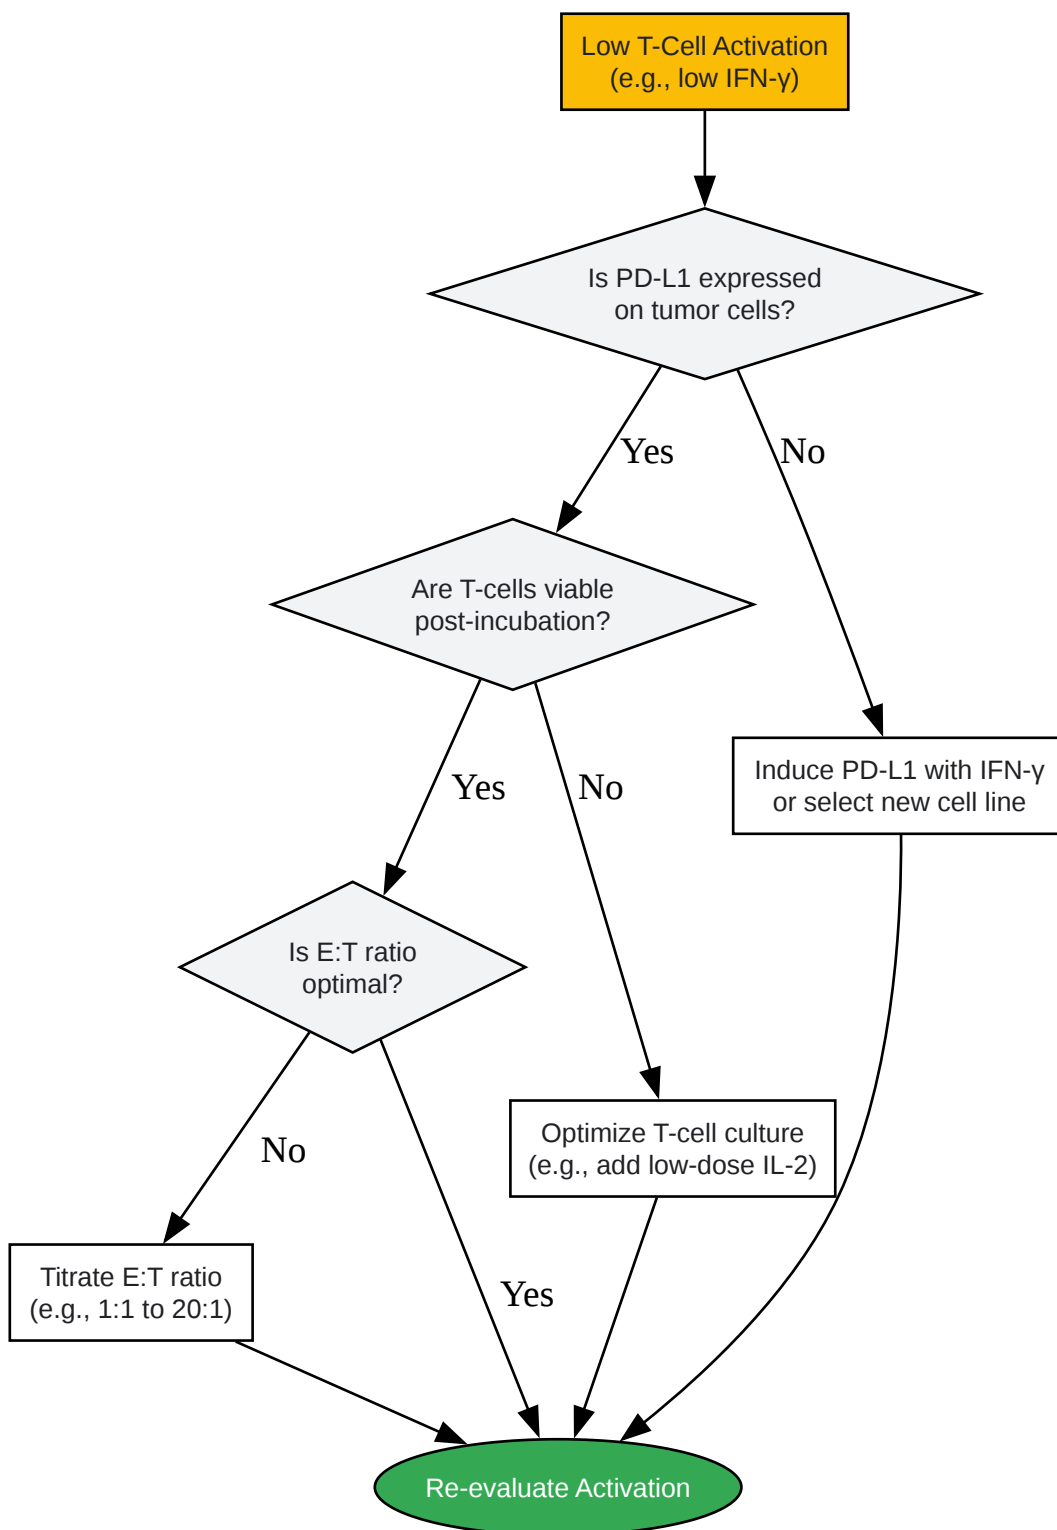 Low T-Cell Activation
(e.g., low IFN-γ)
Is PD-L1 expressed
on tumor cells?
Yes
No
Are T-cells viable
post-incubation?
Yes
No
Induce PD-L1 with IFN-γ
or select new cell line
Is E:T ratio
optimal?
No
Yes
Optimize T-cell culture
(e.g., add low-dose IL-2)
Titrate E:T ratio
(e.g., 1:1 to 20:1)
Re-evaluate Activation